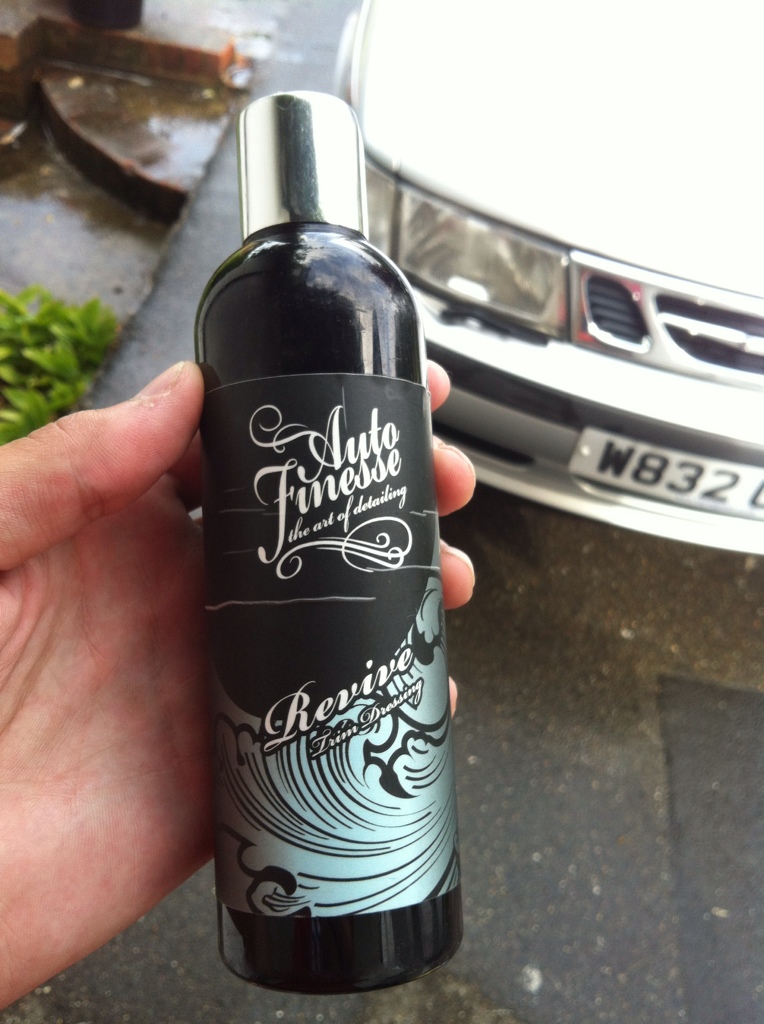 Auto
Finesse
the art of detailing
Revive
Trim Dressing
W832